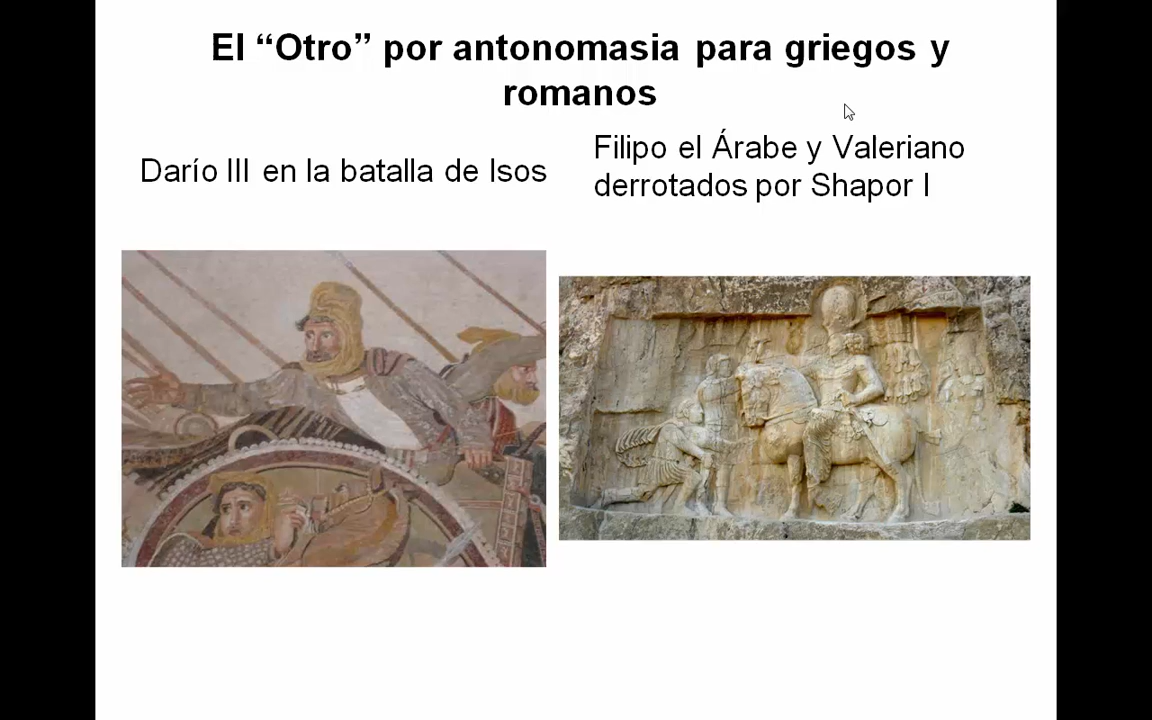 El “Otro” por antonomasia para griegos y
romanos
Darío III en la batalla de Isos
Filipo el Árabe y Valeriano
derrotados por Shapor I